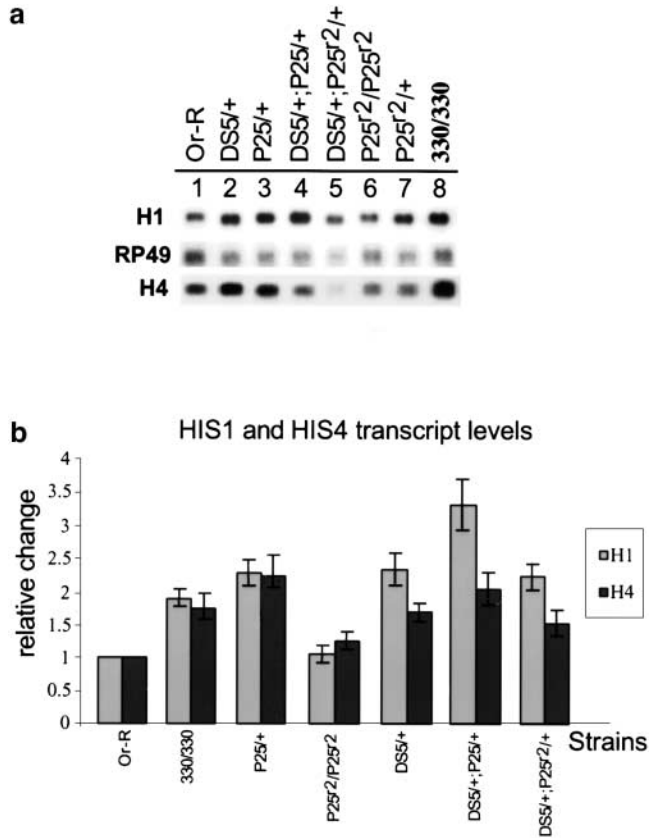 a
Or-R
DS5/+
P25/+
DS5/+;P25/+
DS5/+;P25r2/+
P25r2/P25r2
P25r2/+
330/330
1 2 3 4 5 6 7 8
H1
RP49
H4
b
HIS1 and HIS4 transcript levels
relative change
4
3.5
3
2.5
2
1.5
1
0.5
0
H1
H4
Or-R
330/330
P25/+
P25r2/P25r2
DS5/+
DS5/+;P25/+
DS5/+;P25r2/+
Strains